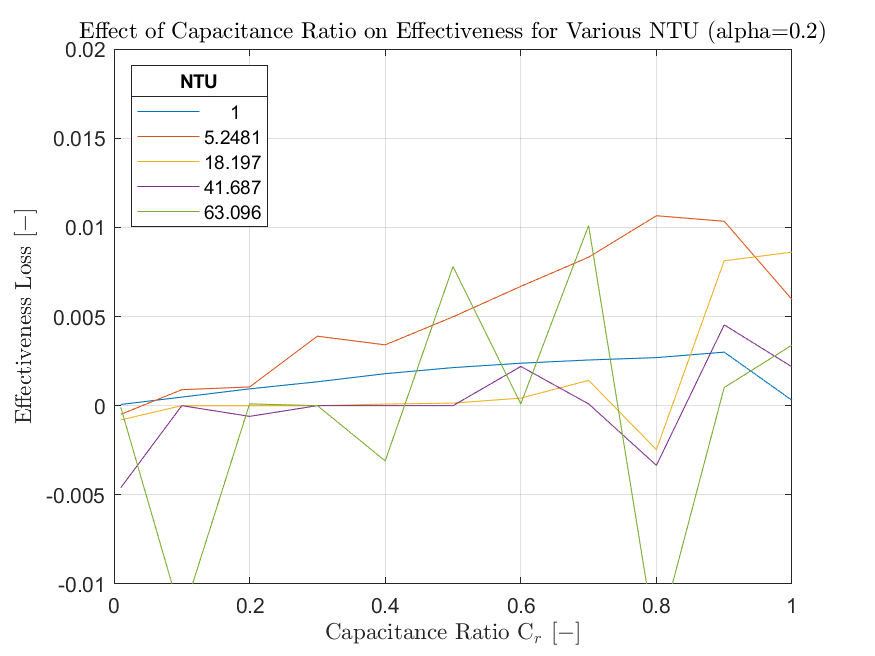 Effect of Capacitance Ratio on Effectiveness for Various NTU (alpha=0.2)
0.02
0.015
0.01
0.005
0
-0.005
-0.01
Effectiveness Loss [−]
NTU
1
5.2481
18.197
41.687
63.096
0 0.2 0.4 0.6 0.8 1
Capacitance Ratio Cᵣ [−]